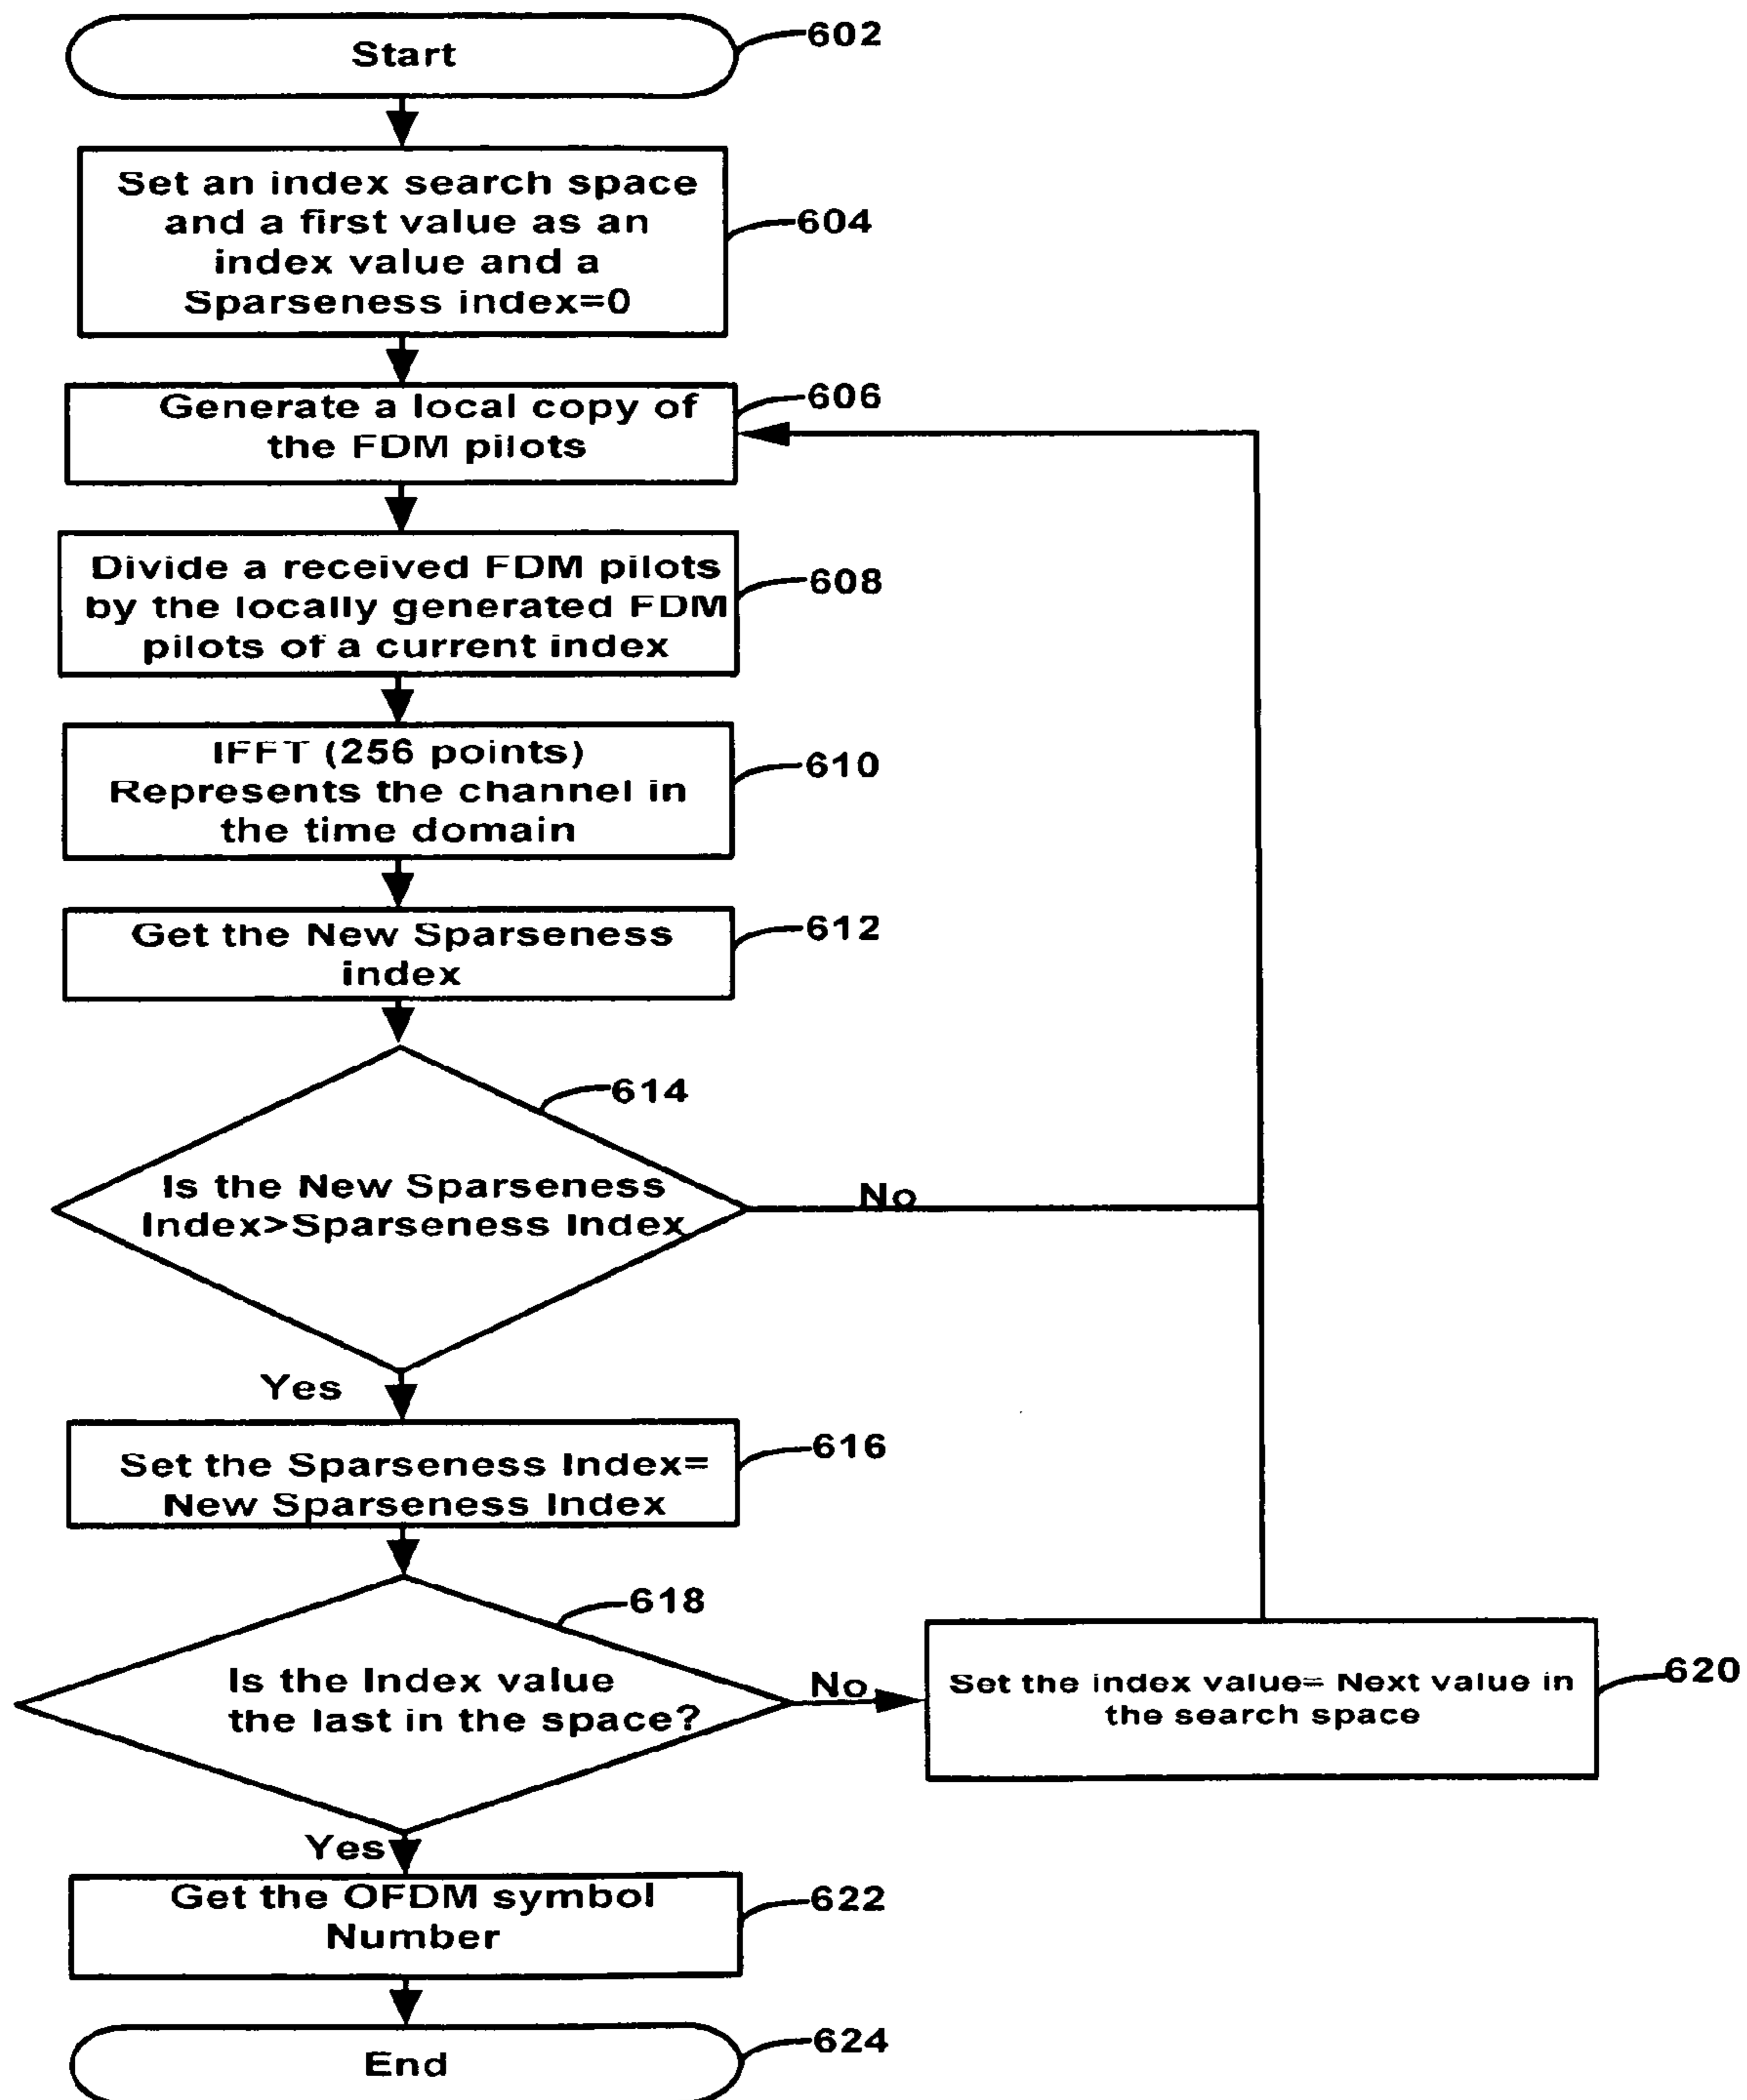 Start
602
Set an index search space
and a first value as an
index value and a
Sparseness index=0
604
Generate a local copy of
the FDM pilots
606
Divide a received FDM pilots
by the locally generated FDM
pilots of a current index
608
IFFT (256 points)
Represents the channel in
the time domain
610
Get the New Sparseness
index
612
614
Is the New Sparseness
Index>Sparseness Index
No
Yes
Set the Sparseness Index=
New Sparseness Index
616
618
Is the Index value
the last in the space?
No
Set the index value= Next value in
the search space
620
Yes
Get the OFDM symbol
Number
622
End
624